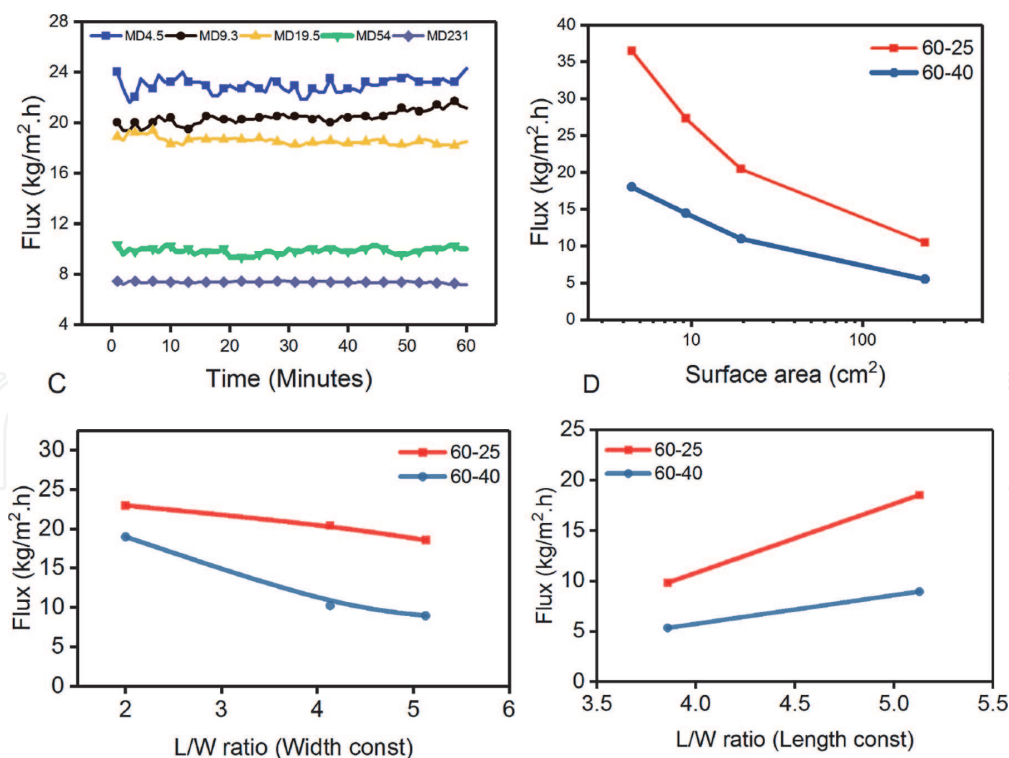 28
24
20
16
12
8
4
Flux (kg/m².h)
MD4.5 MD9.3 MD19.5 MD54 MD231
0 10 20 30 40 50 60
Time (Minutes)
40
35
30
25
20
15
10
5
0
Flux (kg/m².h)
60-25
60-40
10 100
Surface area (cm²)
C
D
30
25
20
15
10
5
0
Flux (kg/m².h)
60-25
60-40
2 3 4 5 6
L/W ratio (Width const)
25
20
15
10
5
0
Flux (kg/m².h)
60-25
60-40
3.5 4.0 4.5 5.0 5.5
L/W ratio (Length const)